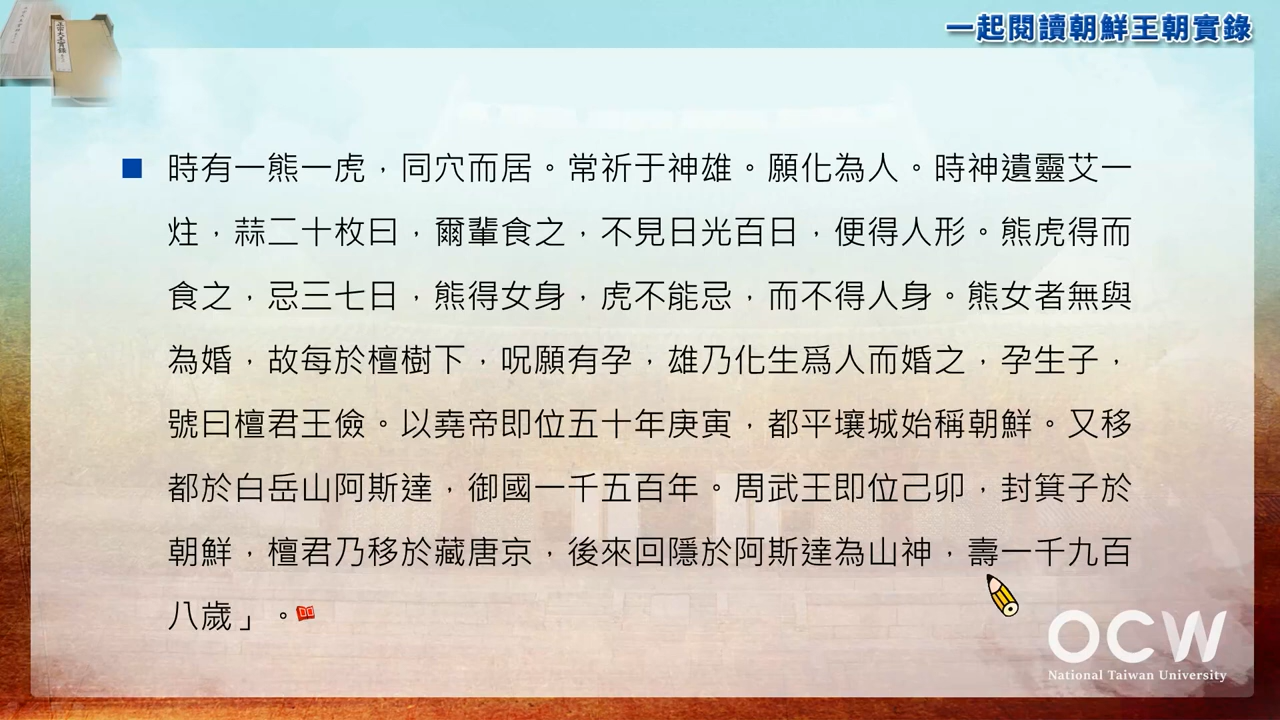 一起閱讀朝鮮王朝實錄
時有一熊一虎，同穴而居。常祈于神雄。願化為人。時神遺靈艾一
炷，蒜二十枚曰，爾輩食之，不見日光百日，便得人形。熊虎得而
食之，忌三七日，熊得女身，虎不能忌，而不得人身。熊女者無與
為婚，故每於檀樹下，呪願有孕，雄乃化生爲人而婚之，孕生子，
號曰檀君王儉。以堯帝即位五十年庚寅，都平壤城始稱朝鮮。又移
都於白岳山阿斯達，御國一千五百年。周武王即位己卯，封箕子於
朝鮮，檀君乃移於藏唐京，後來回隱於阿斯達為山神，壽一千九百
八歲」。
OCW
National Taiwan University